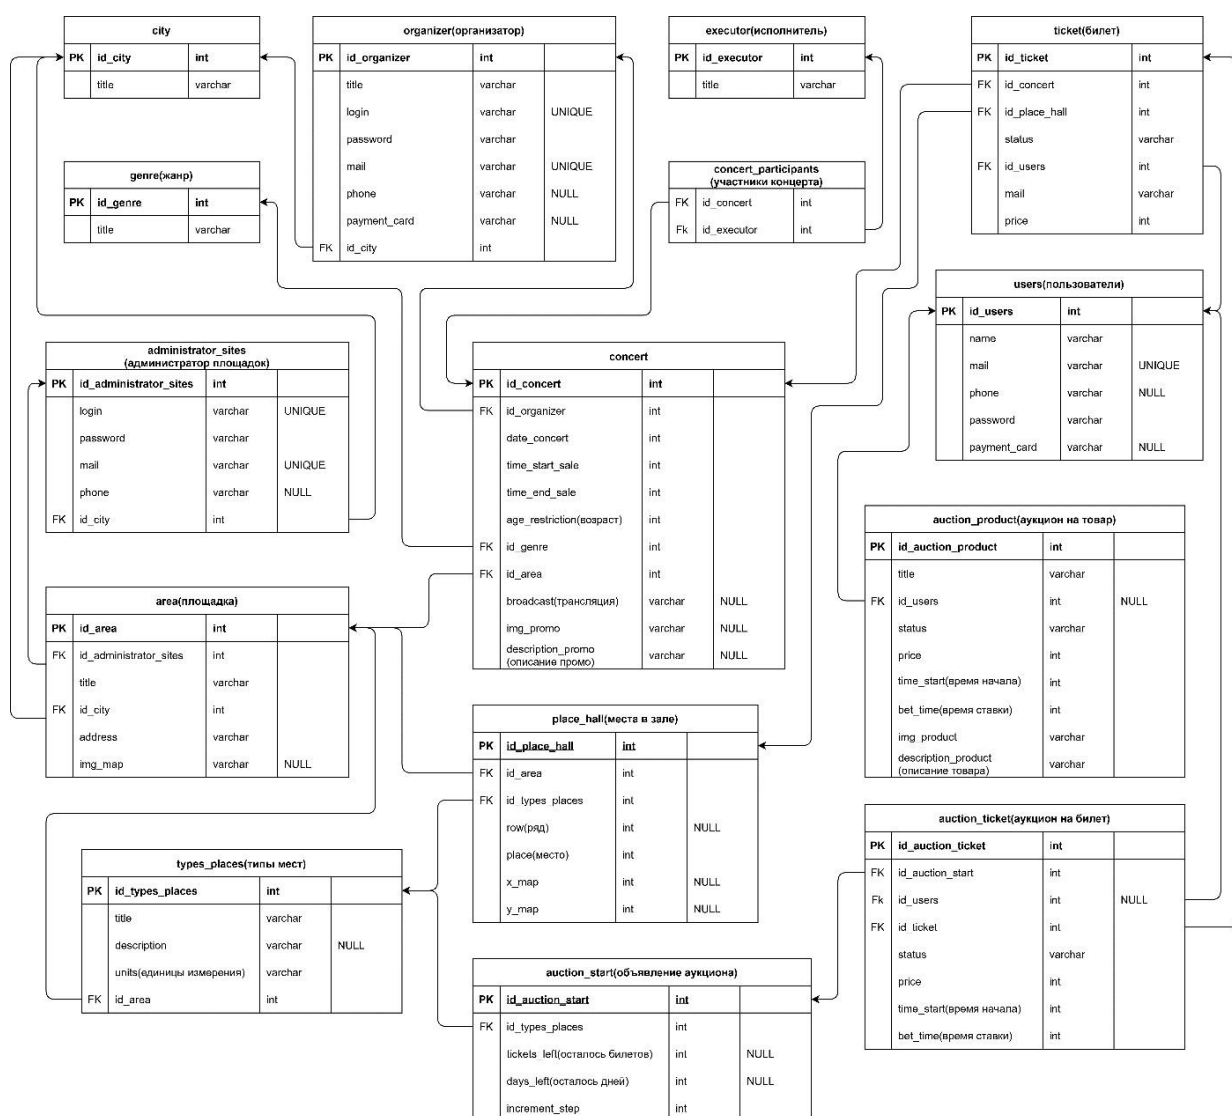 city
PK id_city int
title varchar
organizer(организатор)
PK id_organizer int
title varchar
login varchar UNIQUE
password varchar
mail varchar UNIQUE
phone varchar NULL
payment_card varchar NULL
FK id_city int
executor(исполнитель)
PK id_executor int
title varchar
ticket(билет)
PK id_ticket int
FK id_concert int
FK id_place_hall int
status varchar
FK id_users int
mail varchar
price int
genre(жанр)
PK id_genre int
title varchar
concert_participants
(участники концерта)
FK id_concert int
Fk id_executor int
users(пользователи)
PK id_users int
name varchar
mail varchar UNIQUE
phone varchar NULL
password varchar
payment_card varchar NULL
administrator_sites
(администратор площадок)
PK id_administrator_sites int
login varchar UNIQUE
password varchar
mail varchar UNIQUE
phone varchar NULL
FK id_city int
concert
PK id_concert int
FK id_organizer int
date_concert int
time_start_sale int
time_end_sale int
age_restriction(возраст) int
FK id_genre int
FK id_area int
broadcast(трансляция) varchar NULL
img_promo varchar NULL
description_promo
(описание промо) varchar NULL
auction_product(аукцион на товар)
PK id_auction_product int
title varchar
FK id_users int NULL
status varchar
price int
time_start(время начала) int
bet_time(время ставки) int
img_product varchar
description_product
(описание товара) varchar
area(площадка)
PK id_area int
FK id_administrator_sites int
title varchar
FK id_city int
address varchar
img_map varchar NULL
place_hall(места в зале)
PK id_place_hall int
FK id_area int
FK id_types_places int
row(ряд) int NULL
place(место) int
x_map int NULL
y_map int NULL
auction_ticket(аукцион на билет)
PK id_auction_ticket int
FK id_auction_start int
Fk id_users int NULL
FK id_ticket int
status varchar
price int
time_start(время начала) int
bet_time(время ставки) int
types_places(типы мест)
PK id_types_places int
title varchar
description varchar NULL
units(единицы измерения) varchar
FK id_area int
auction_start(объявление аукциона)
PK id_auction_start int
FK id_types_places int
tickets_left(осталось билетов) int NULL
days_left(осталось дней) int NULL
increment_step int